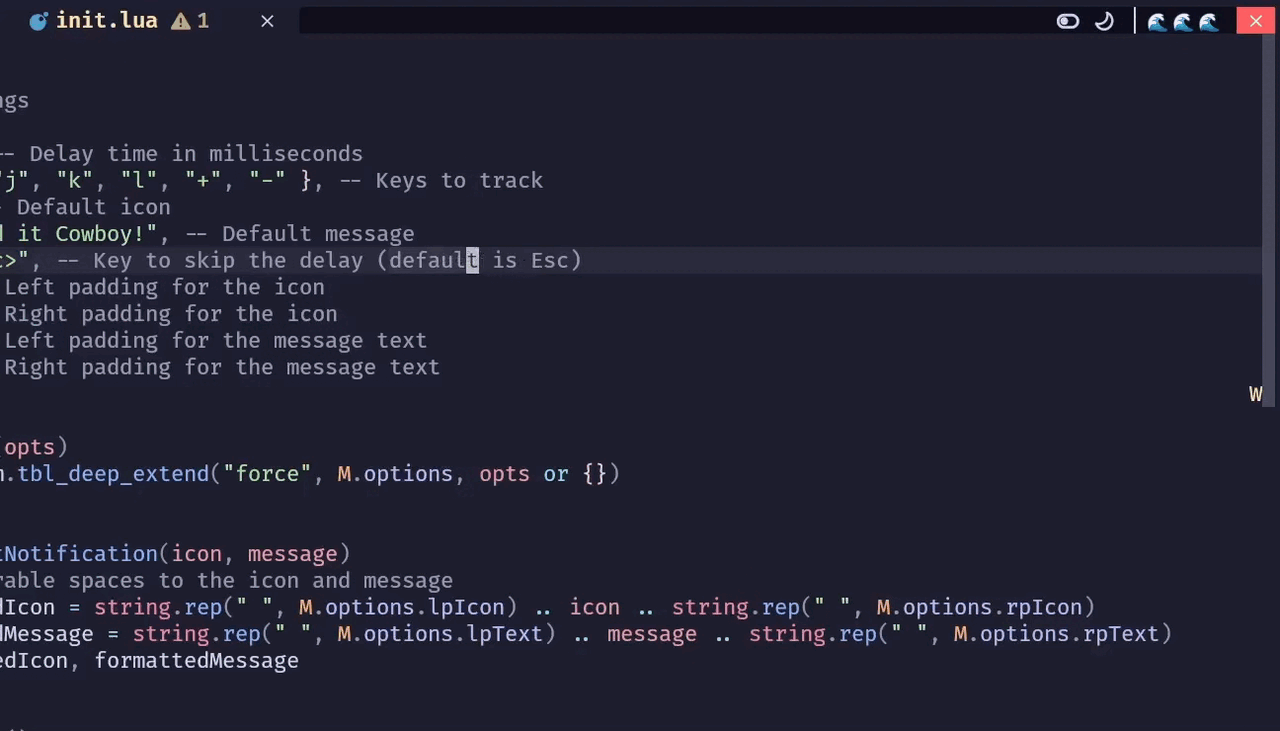 init.lua 1
ngs
-- Delay time in milliseconds
"j", "k", "l", "+", "-" }, -- Keys to track
- Default icon
d it Cowboy!", -- Default message
c>", -- Key to skip the delay (default is Esc)
Left padding for the icon
Right padding for the icon
Left padding for the message text
Right padding for the message text
W
(opts)
m.tbl_deep_extend("force", M.options, opts or {})
tNotification(icon, message)
rable spaces to the icon and message
dIcon = string.rep(" ", M.options.lpIcon) .. icon .. string.rep(" ", M.options.rpIcon)
dMessage = string.rep(" ", M.options.lpText) .. message .. string.rep(" ", M.options.rpText)
edIcon, formattedMessage